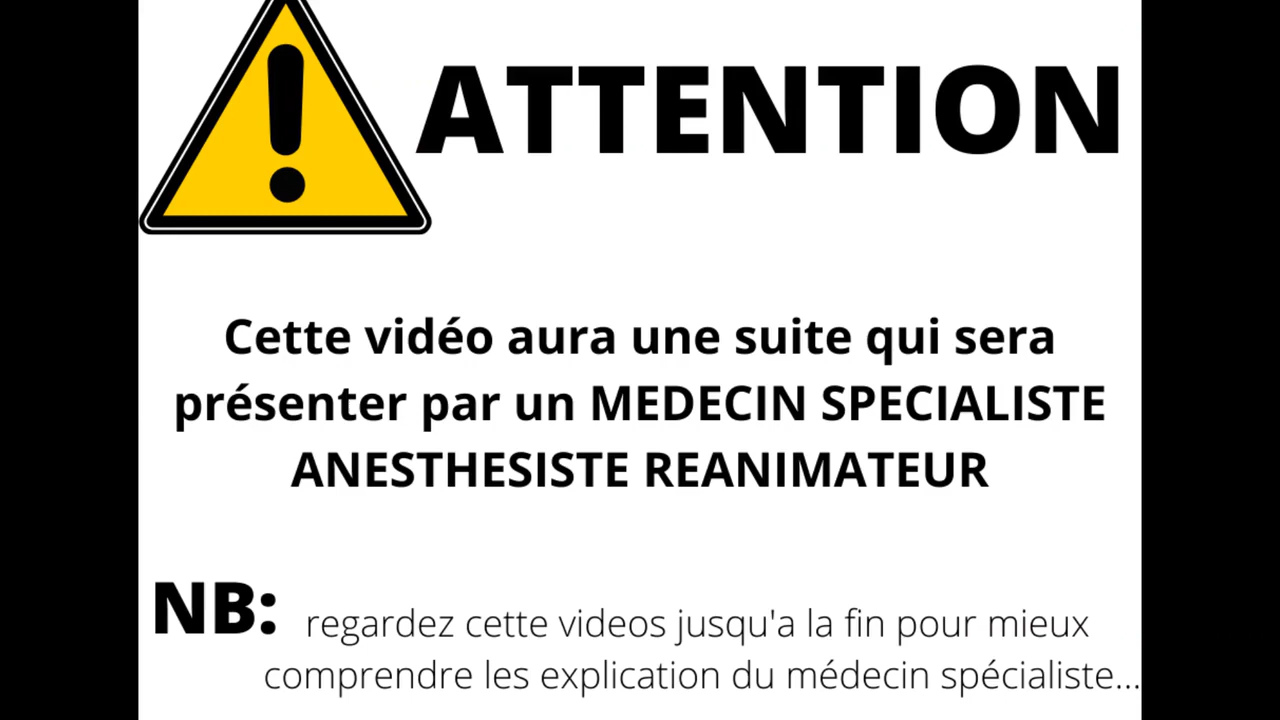 ATTENTION
Cette vidéo aura une suite qui sera
présenter par un MEDECIN SPECIALISTE
ANESTHESISTE REANIMATEUR
NB: regardez cette videos jusqu'a la fin pour mieux
comprendre les explication du médecin spécialiste...